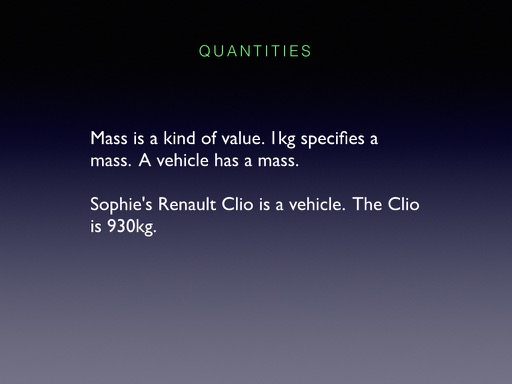 QUANTITIES
Mass is a kind of value. 1kg specifies a
mass. A vehicle has a mass.
Sophie's Renault Clio is a vehicle. The Clio
is 930kg.